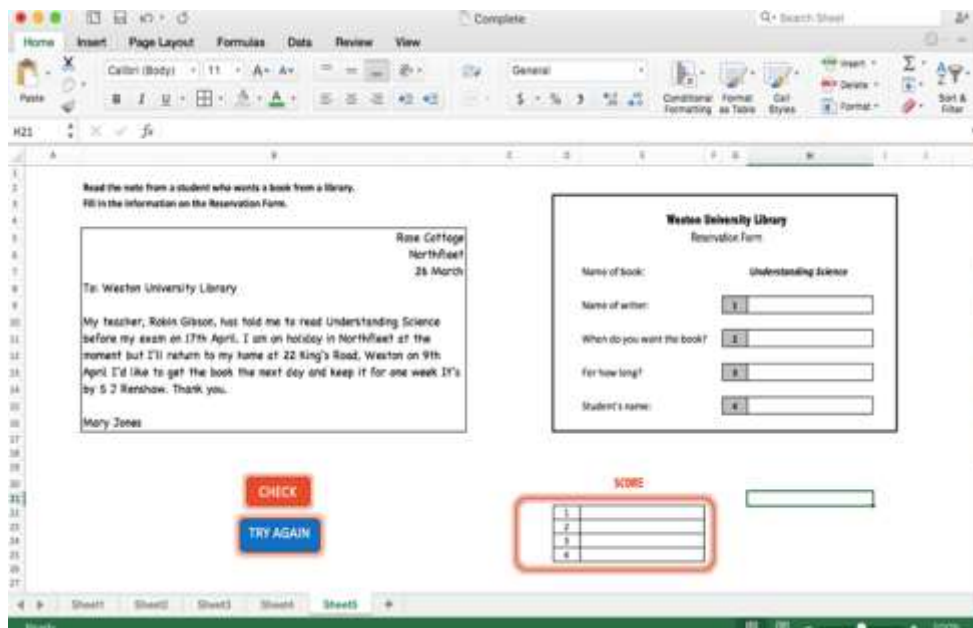 Complete
Search Sheet
Home Insert Page Layout Formulas Data Review View
Calibri (Body) 11 A+ A- General Insert
Delete
Paste B I U A $ % Conditional Format Cell Format Sort &
Formatting as Table Styles Filter
H21 fx
Read the note from a student who wants a book from a library.
Fill in the information on the Reservation Form.
Rose Cottage
Northfleet
26 March
To: Weston University Library
My teacher, Robin Gibson, has told me to read Understanding Science
before my exam on 17th April. I am on holiday in Northfleet at the
moment but I'll return to my home at 22 King's Road, Weston on 9th
April I'd like to get the book the next day and keep it for one week It's
by S J Renshaw. Thank you.
Mary Jones
Weston University Library
Reservation Form
Name of book: Understanding Science
Name of writer: 1
When do you want the book? 2
For how long? 3
Student's name: 4
CHECK
TRY AGAIN
SCORE
1
2
3
4
Sheet1 Sheet2 Sheet3 Sheet4 Sheet5 +
Ready 100%